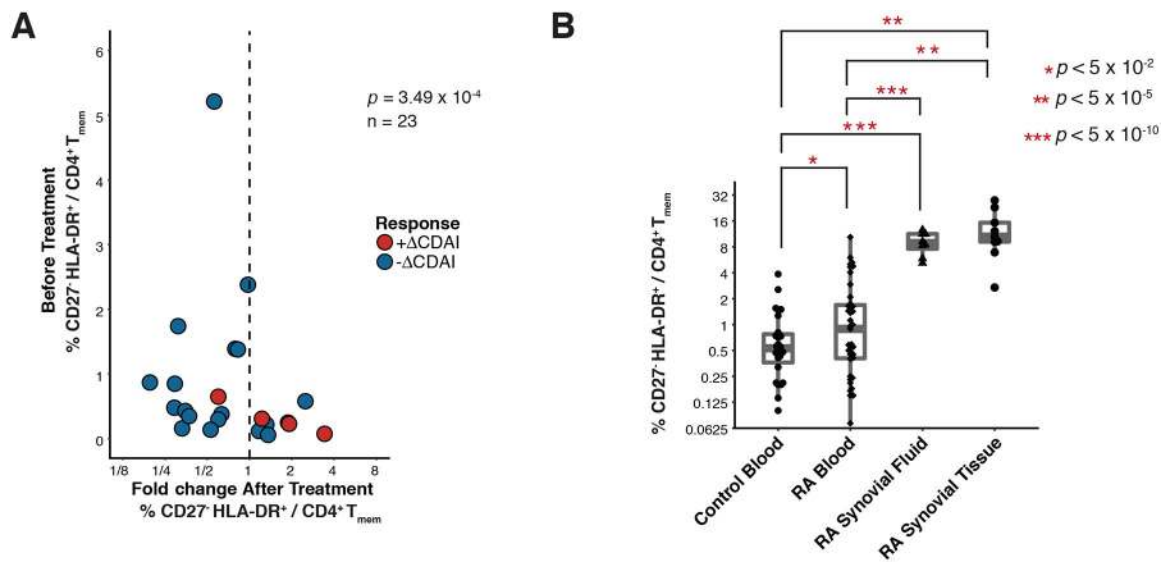 A
6
5
4
3
2
1
0
Before Treatment
% CD27⁻ HLA-DR⁺ / CD4⁺ Tmem
p = 3.49 x 10⁻⁴
n = 23
Response
+ΔCDAI
-ΔCDAI
1/8 1/4 1/2 1 2 4 8
Fold change After Treatment
% CD27⁻ HLA-DR⁺ / CD4⁺ Tmem
B
**
**
***
***
*
* p < 5 x 10⁻²
** p < 5 x 10⁻⁵
*** p < 5 x 10⁻¹⁰
% CD27⁻ HLA-DR⁺ / CD4⁺ Tmem
32
16
8
4
2
1
0.5
0.25
0.125
0.0625
Control Blood
RA Blood
RA Synovial Fluid
RA Synovial Tissue